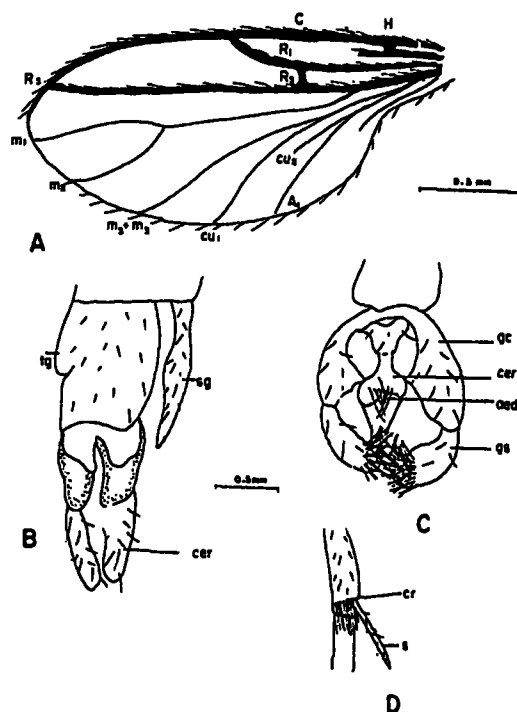 C
H
R₁
R₃
R₅
m₁
m₂
cu₂
A₁
m₃+m₂
cu₁
0.5 mm
A
tg
sg
0.5mm
B
cer
gc
cer
aed
gs
C
cr
s
D